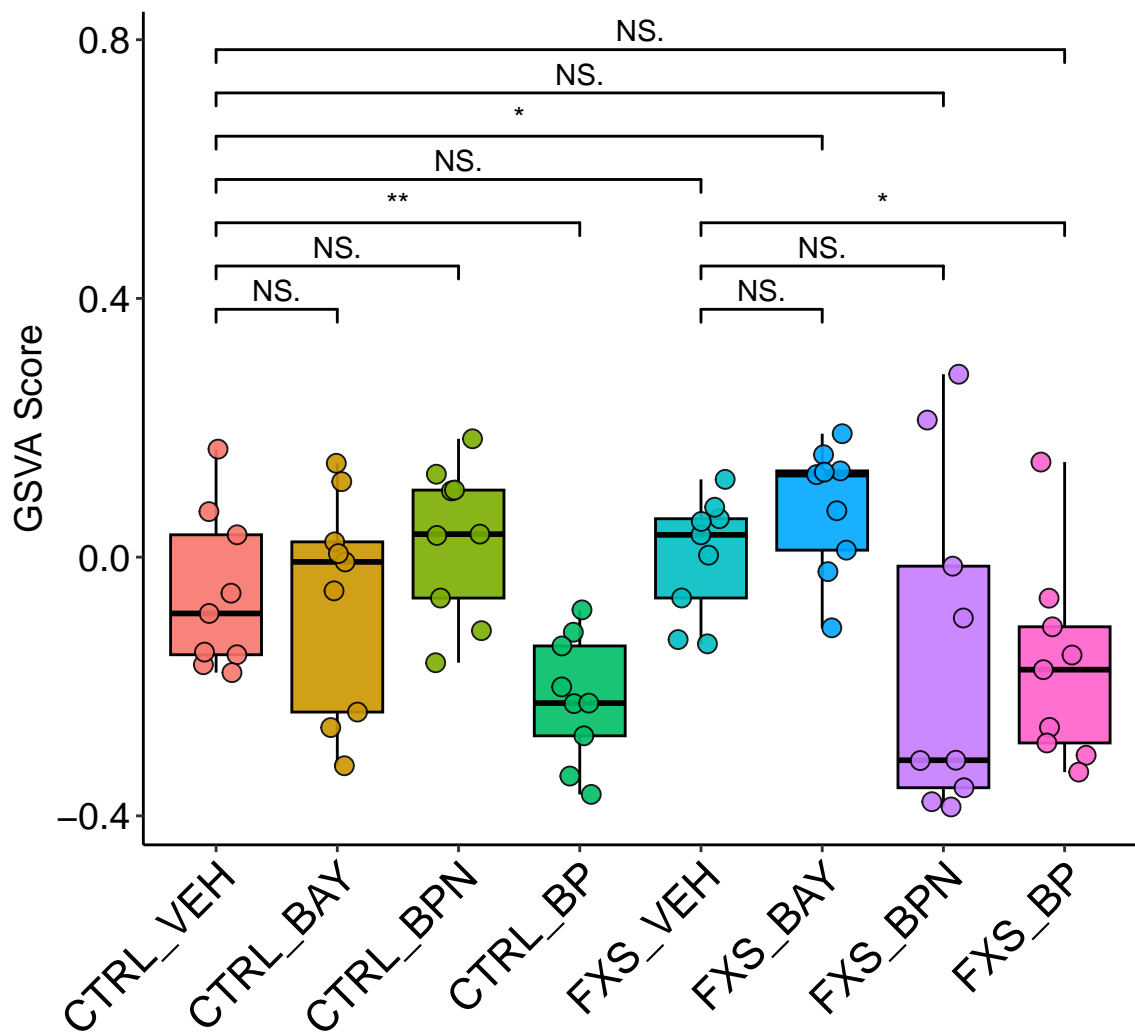 0.8
NS.
NS.
*
NS.
** *
NS. NS.
NS. NS.
0.4
0.0
−0.4
GSVA Score
CTRL_VEH
CTRL_BAY
CTRL_BPN
CTRL_BP
FXS_VEH
FXS_BAY
FXS_BPN
FXS_BP